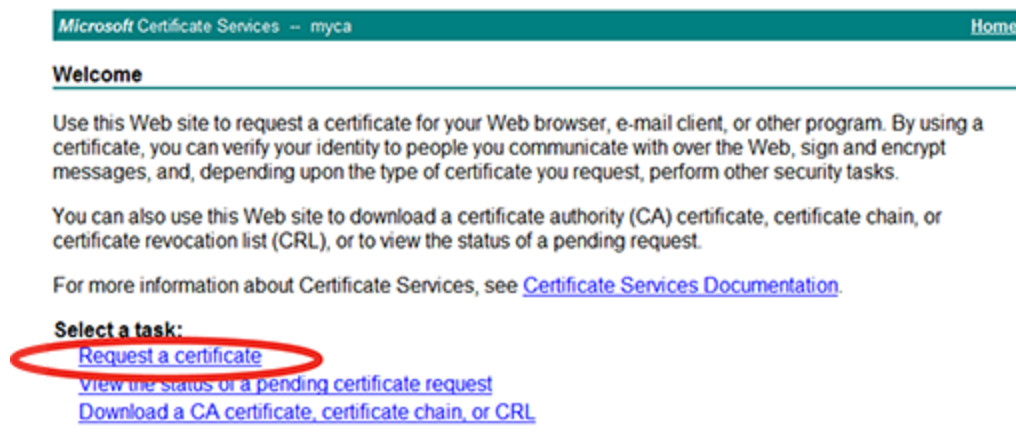 Microsoft Certificate Services -- myca Home
Welcome
Use this Web site to request a certificate for your Web browser, e-mail client, or other program. By using a
certificate, you can verify your identity to people you communicate with over the Web, sign and encrypt
messages, and, depending upon the type of certificate you request, perform other security tasks.
You can also use this Web site to download a certificate authority (CA) certificate, certificate chain, or
certificate revocation list (CRL), or to view the status of a pending request.
For more information about Certificate Services, see Certificate Services Documentation.
Select a task:
Request a certificate
View the status of a pending certificate request
Download a CA certificate, certificate chain, or CRL